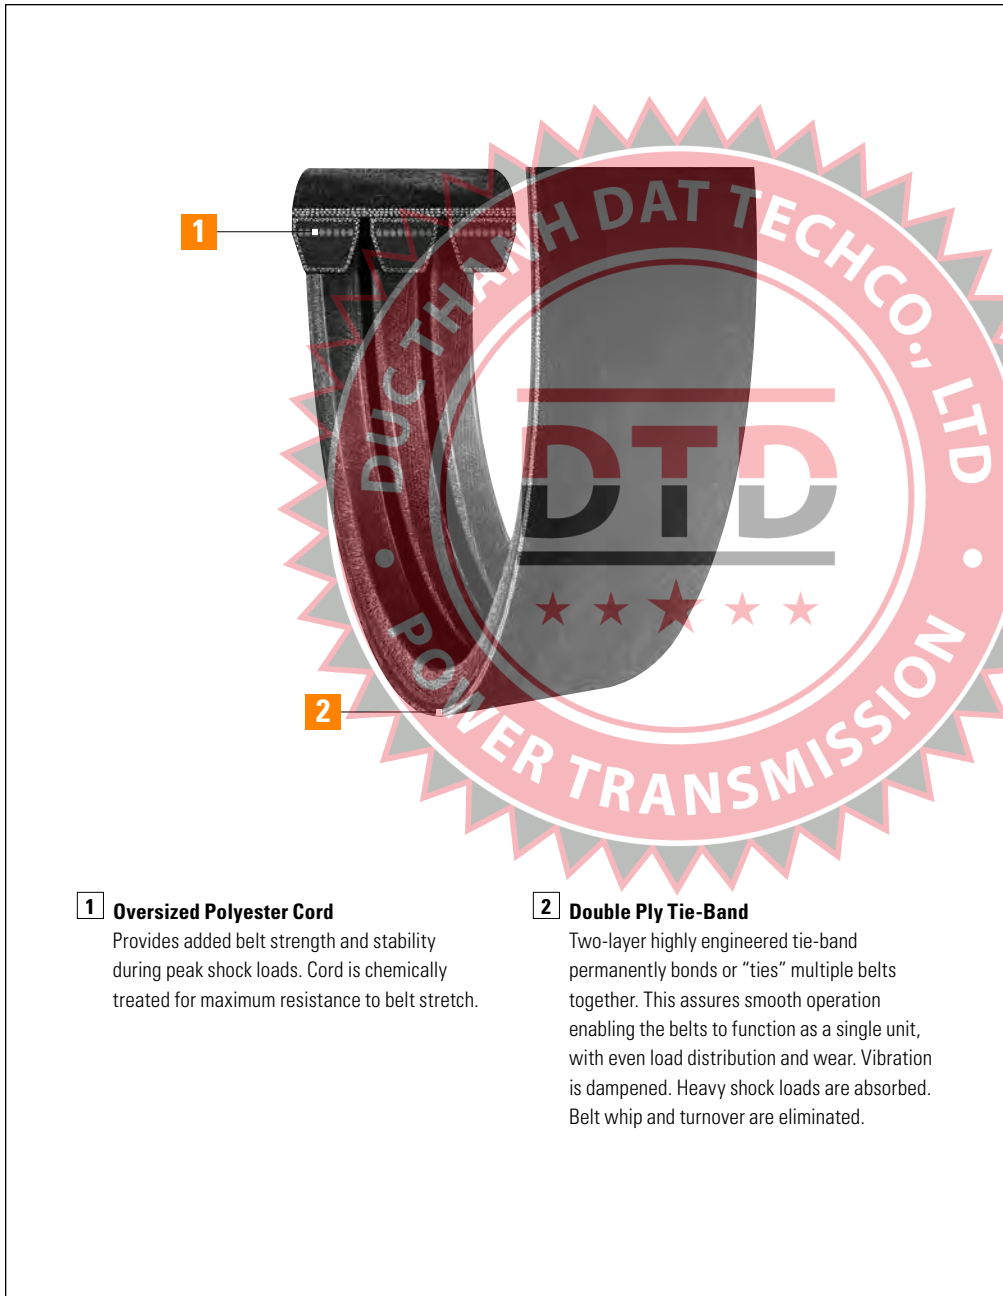 1
2
DUC THANH DAT TECHCO., LTD
DTD
• POWER TRANSMISSION •
1 Oversized Polyester Cord
Provides added belt strength and stability
during peak shock loads. Cord is chemically
treated for maximum resistance to belt stretch.
2 Double Ply Tie-Band
Two-layer highly engineered tie-band
permanently bonds or “ties” multiple belts
together. This assures smooth operation
enabling the belts to function as a single unit,
with even load distribution and wear. Vibration
is dampened. Heavy shock loads are absorbed.
Belt whip and turnover are eliminated.